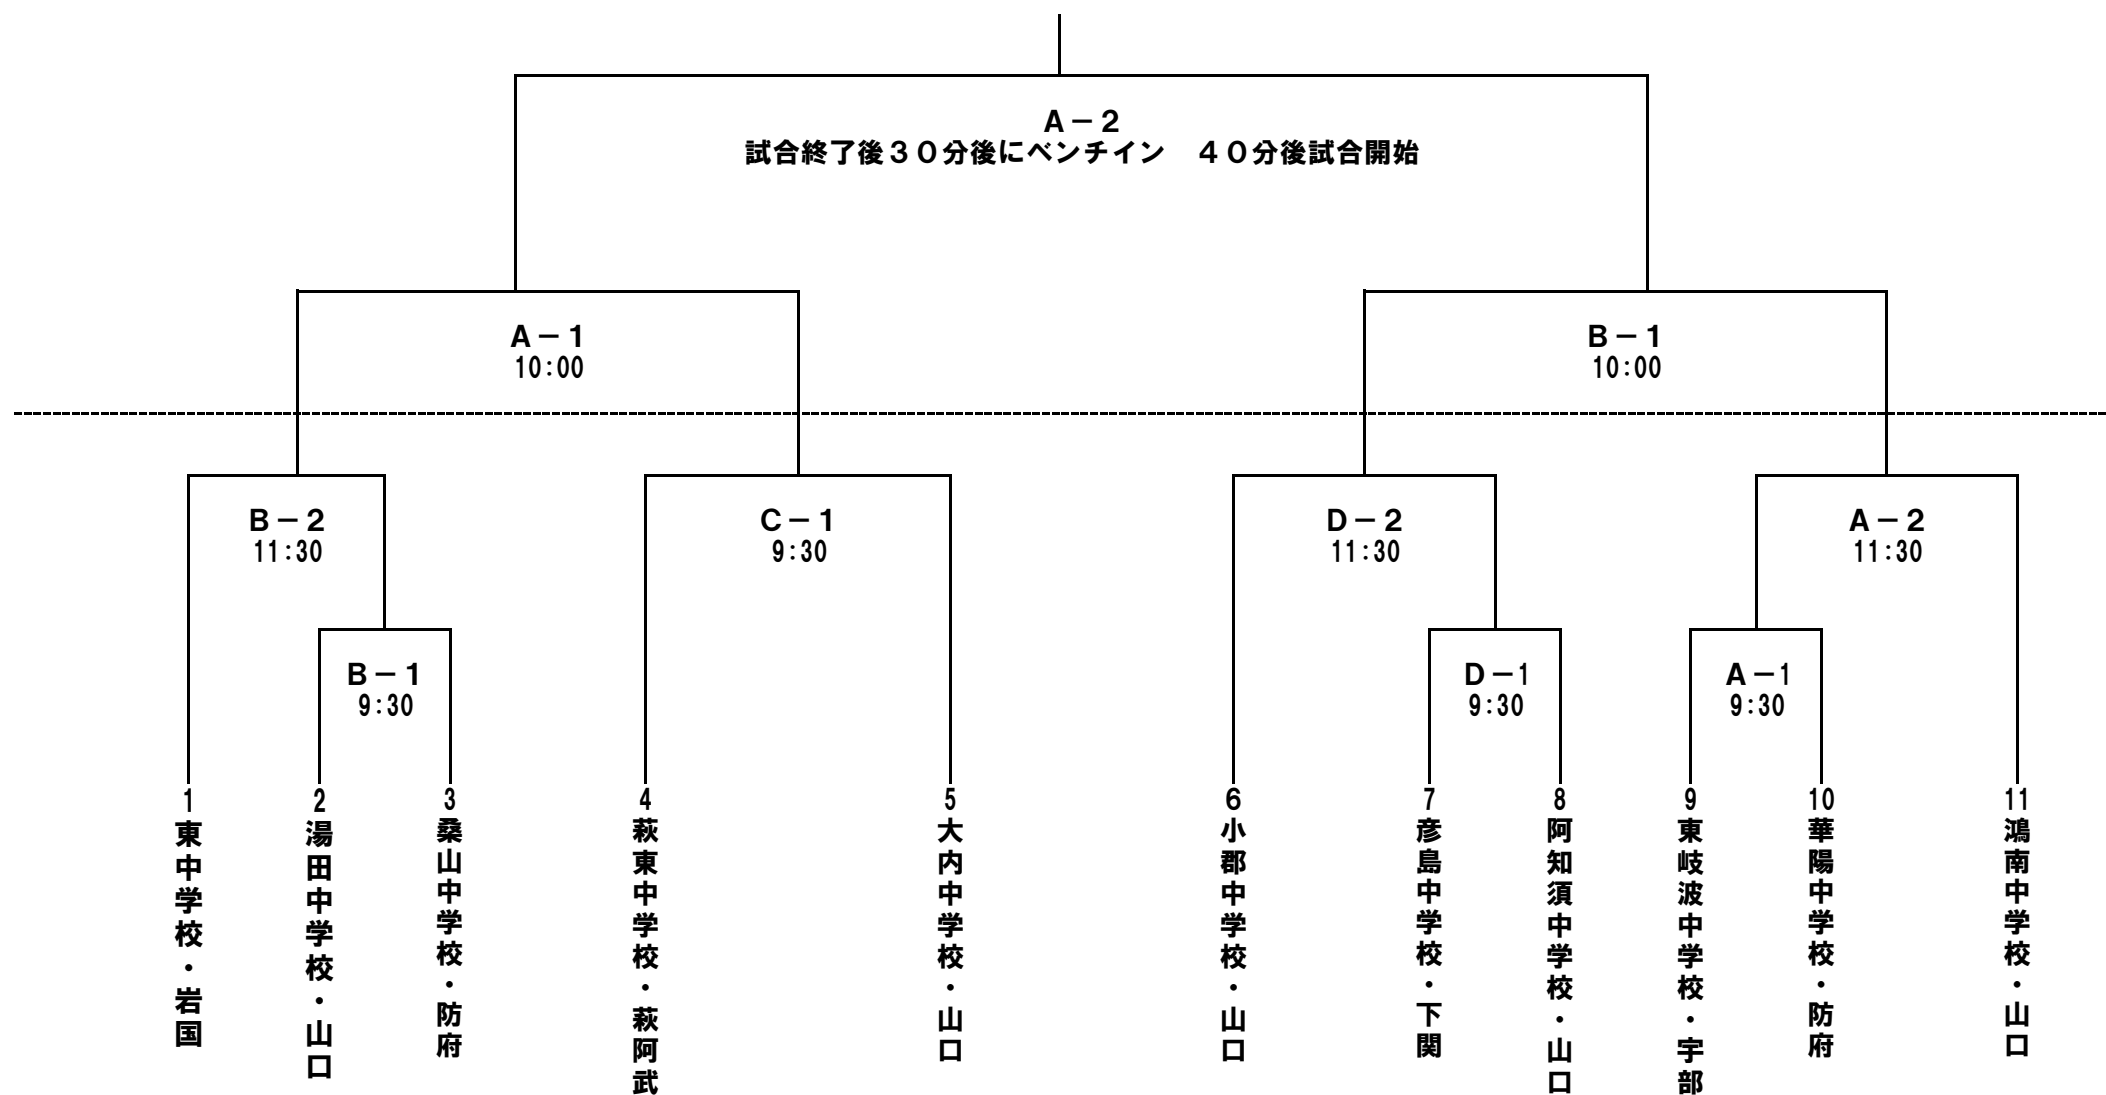 A－2
試合終了後３０分後にベンチイン　４０分後試合開始
A－1
10:00
B－1
10:00
B－2
11:30
C－1
9:30
D－2
11:30
A－2
11:30
B－1
9:30
D－1
9:30
A－1
9:30
1
東中学校・岩国
2
湯田中学校・山口
3
桑山中学校・防府
4
萩東中学校・萩阿武
5
大内中学校・山口
6
小郡中学校・山口
7
彦島中学校・下関
8
阿知須中学校・山口
9
東岐波中学校・宇部
10
華陽中学校・防府
11
鴻南中学校・山口